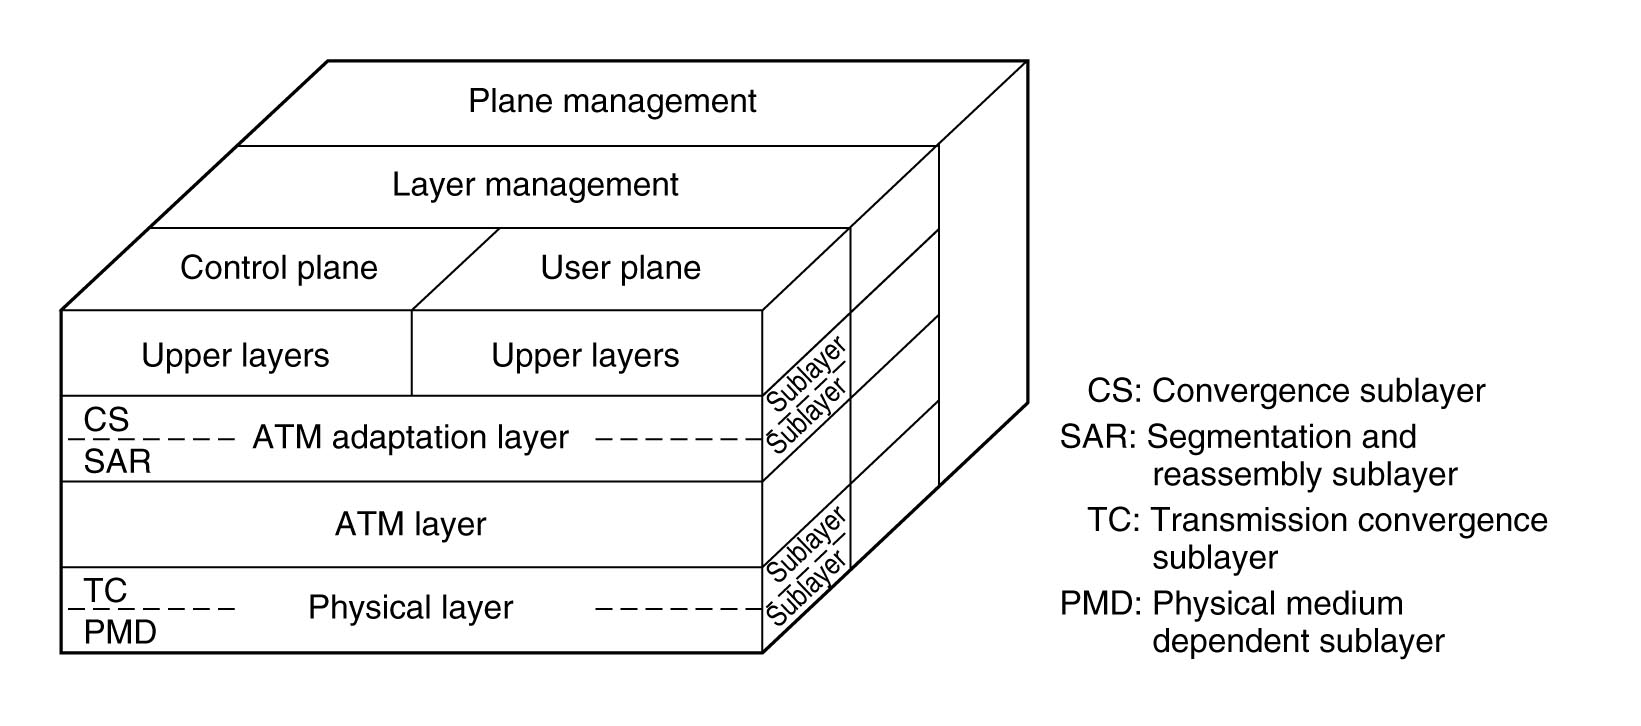 Plane management
Layer management
Control plane
User plane
Upper layers
Upper layers
CS
ATM adaptation layer
SAR
Sublayer
Sublayer
ATM layer
TC
Physical layer
PMD
Sublayer
Sublayer
CS: Convergence sublayer
SAR: Segmentation and
reassembly sublayer
TC: Transmission convergence
sublayer
PMD: Physical medium
dependent sublayer